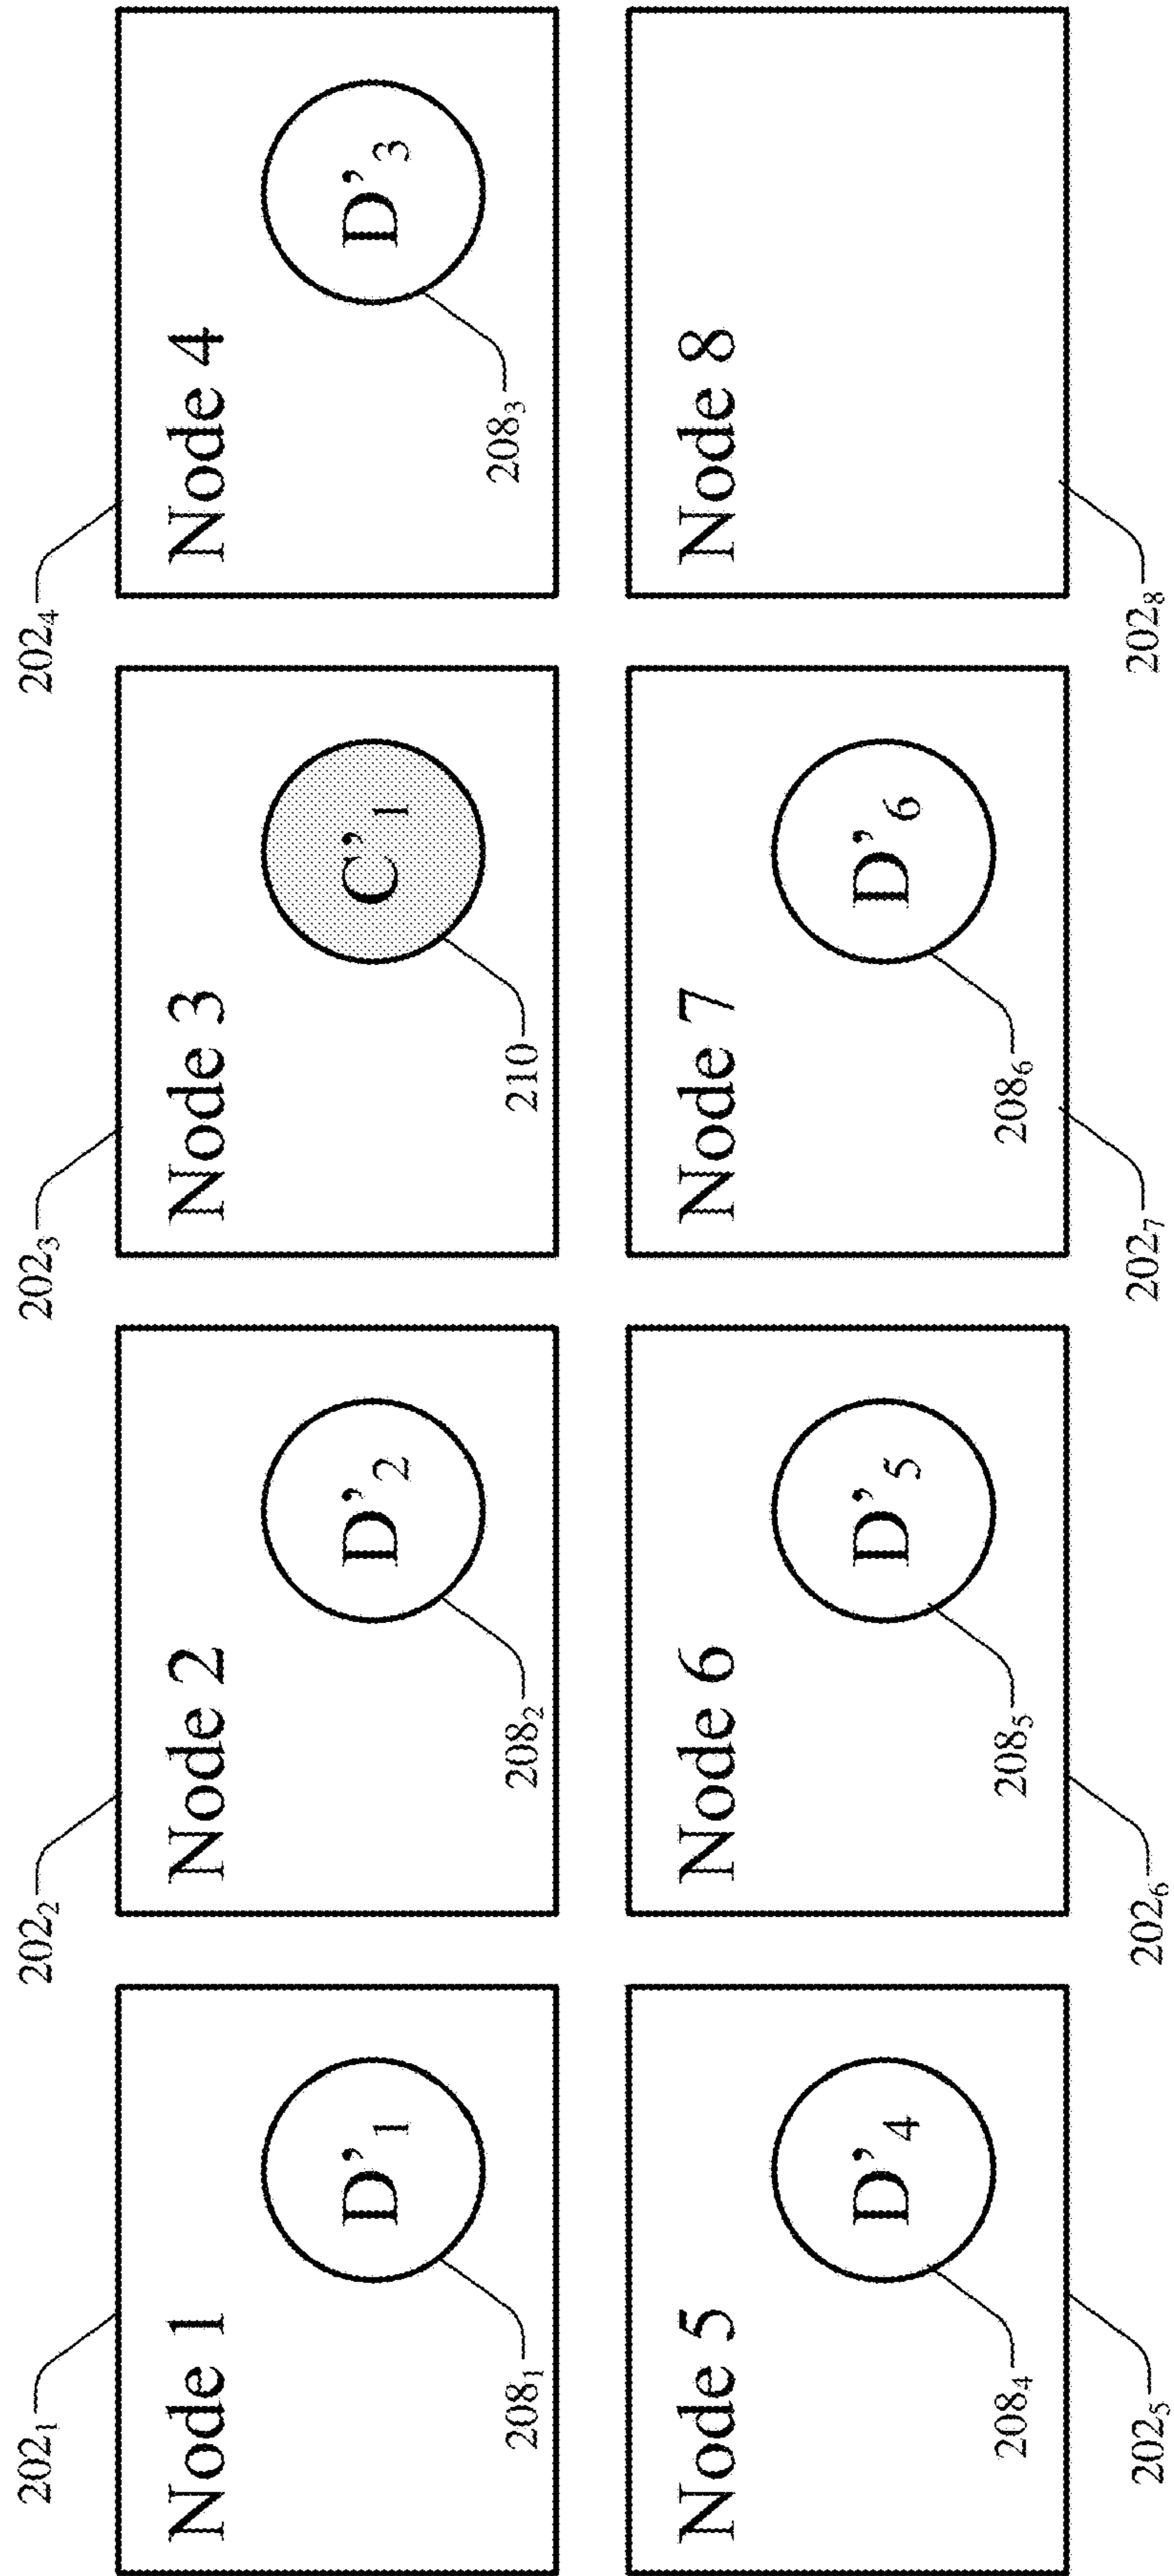 202₁ 202₂ 202₃ 202₄
Node 1 Node 2 Node 3 Node 4
D’₁ D’₂ C’₁ D’₃
208₁ 208₂ 210 208₃
Node 5 Node 6 Node 7 Node 8
D’₄ D’₅ D’₆
208₄ 208₅ 208₆
202₅ 202₆ 202₇ 202₈